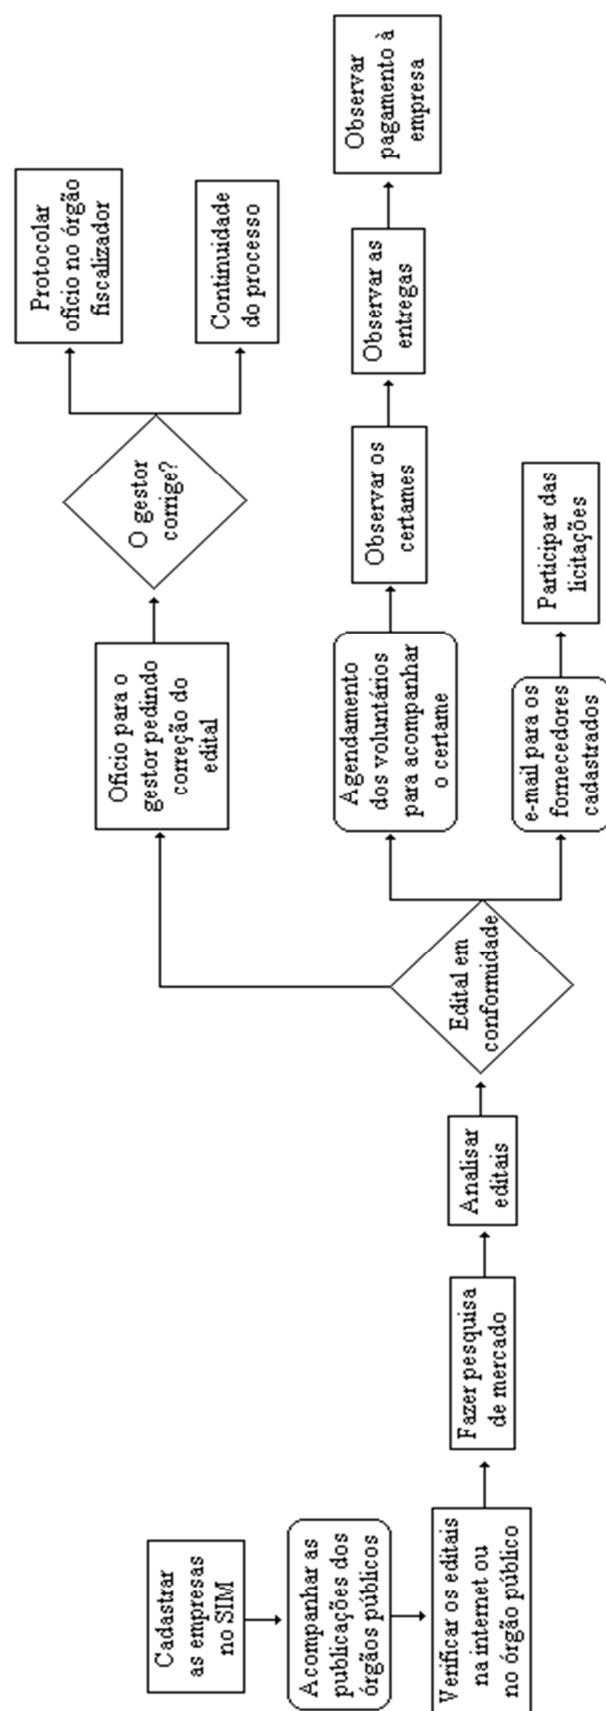 Cadastrar
as empresas
no SIM
Acompanhar as
publicações dos
órgãos públicos
Verificar os editais
na internet ou
no órgão público
Fazer pesquisa
de mercado
Analisar
editais
Edital em
conformidade
Ofício para o
gestor pedindo
correção do
edital
O gestor
corrige?
Protocolar
ofício no órgão
fiscalizador
Continuidade
do processo
Agendamento
dos voluntários
para acompanhar
o certame
Observar os
certames
Observar as
entregas
Observar
pagamento à
empresa
e-mail para os
fornecedores
cadastrados
Participar das
licitações